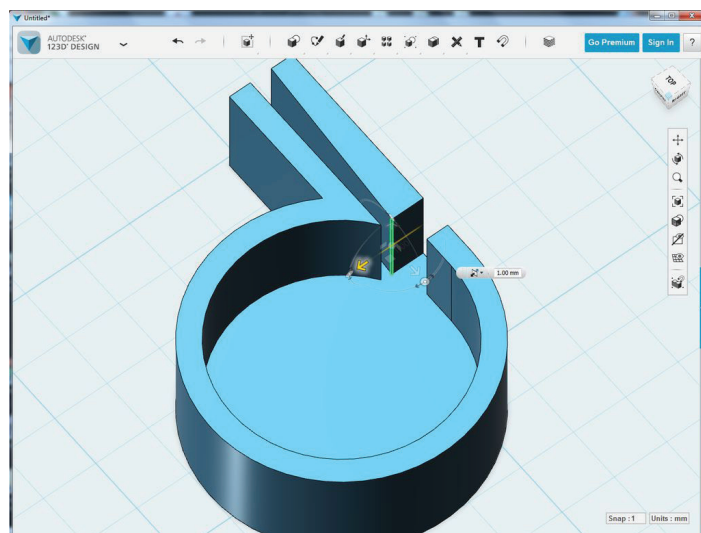 Untitled*
AUTODESK®
123D® DESIGN
Go Premium
Sign In
?
TOP
1.00 mm
Snap : 1
Units : mm